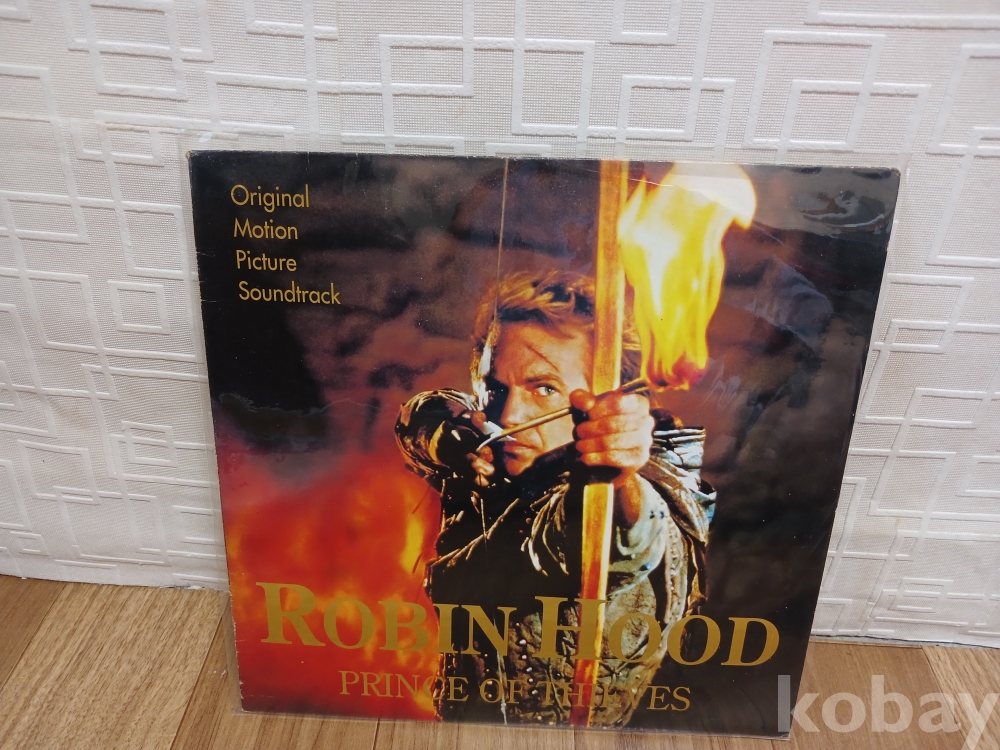 Original
Motion
Picture
Soundtrack
ROBIN HOOD
PRINCE OF THIEVES
kobay